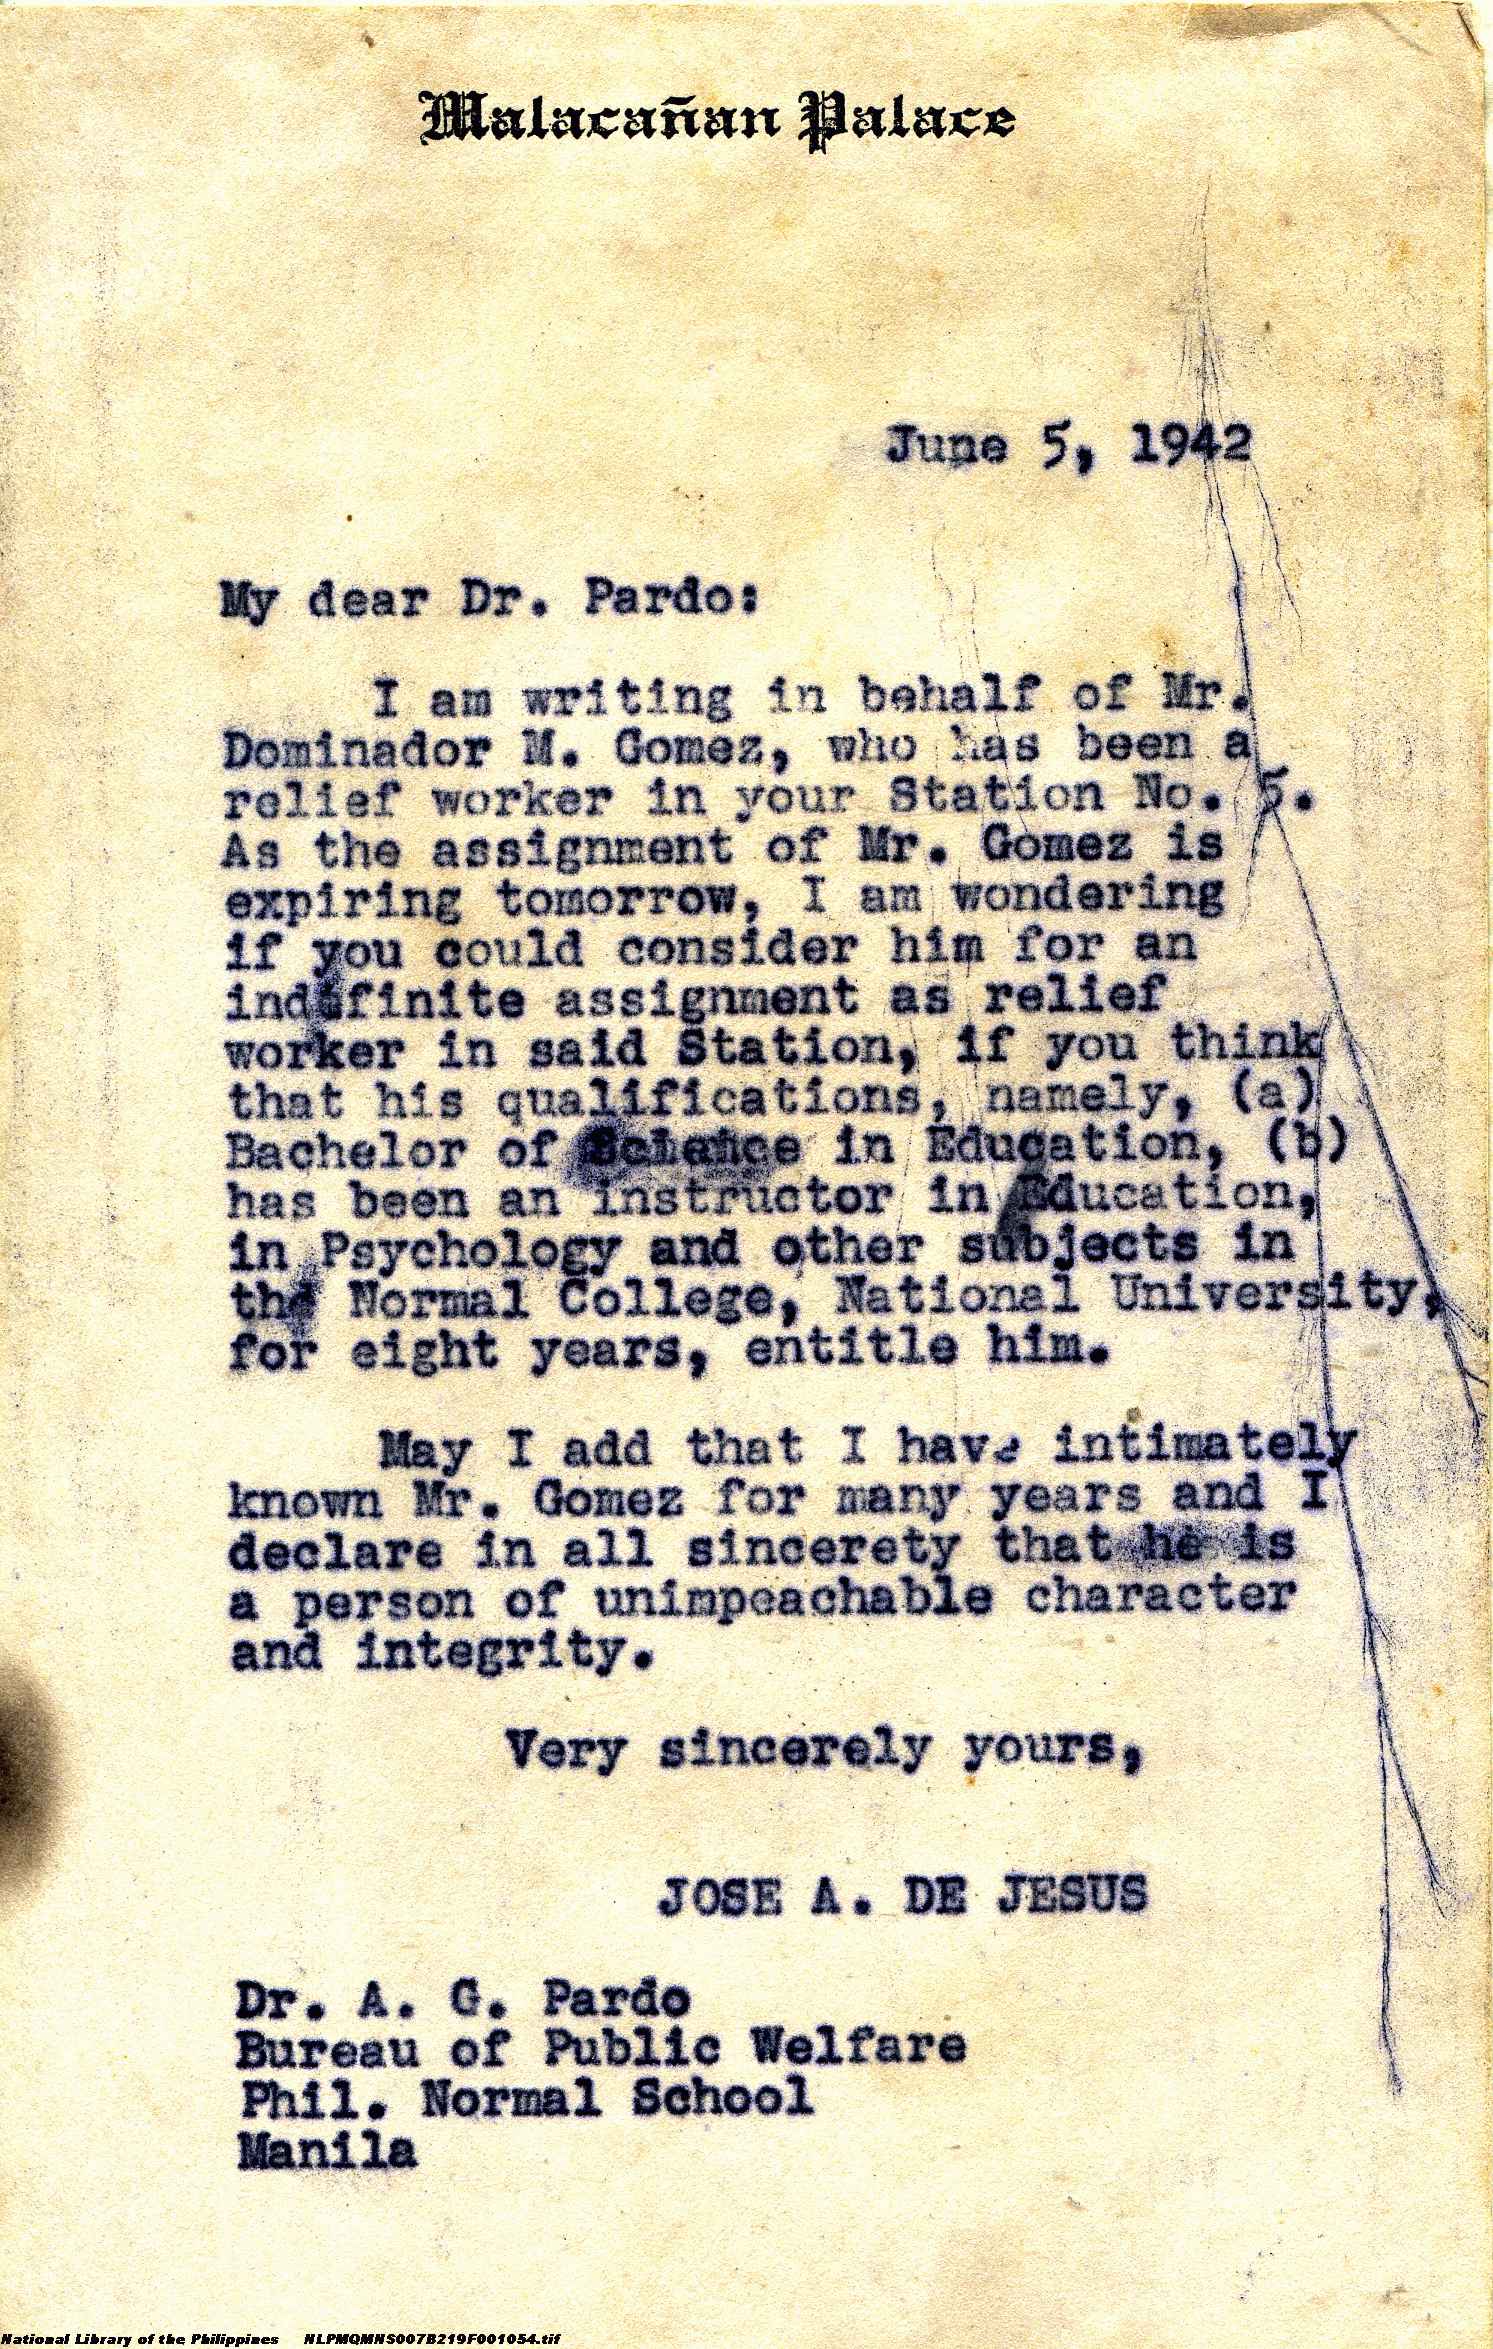 Malacañan Palace
June 5, 1942
My dear Dr. Pardo:
I am writing in behalf of Mr.
Dominador M. Gomez, who has been a
relief worker in your Station No. 5.
As the assignment of Mr. Gomez is
expiring tomorrow, I am wondering
if you could consider him for an
indefinite assignment as relief
worker in said Station, if you think
that his qualifications, namely, (a)
Bachelor of Science in Education, (b)
has been an instructor in Education,
in Psychology and other subjects in
the Normal College, National University,
for eight years, entitle him.
May I add that I have intimately
known Mr. Gomez for many years and I
declare in all sincerety that he is
a person of unimpeachable character
and integrity.
Very sincerely yours,
JOSE A. DE JESUS
Dr. A. G. Pardo
Bureau of Public Welfare
Phil. Normal School
Manila
National Library of the Philippines NLPMQMNS007B219F001054.tif